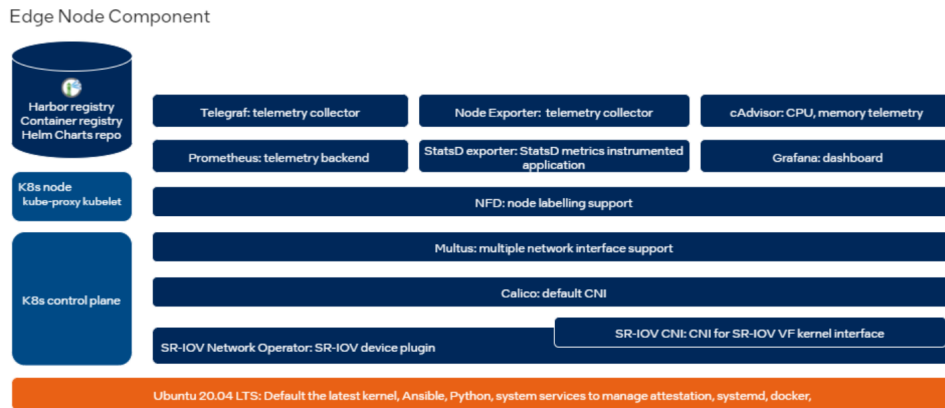 Edge Node Component
Harbor registry
Container registry
Helm Charts repo
Telegraf: telemetry collector
Node Exporter: telemetry collector
cAdvisor: CPU, memory telemetry
Prometheus: telemetry backend
StatsD exporter: StatsD metrics instrumented
application
Grafana: dashboard
K8s node
kube-proxy kubelet
NFD: node labelling support
Multus: multiple network interface support
K8s control plane
Calico: default CNI
SR-IOV CNI: CNI for SR-IOV VF kernel interface
SR-IOV Network Operator: SR-IOV device plugin
Ubuntu 20.04 LTS: Default the latest kernel, Ansible, Python, system services to manage attestation, systemd, docker,